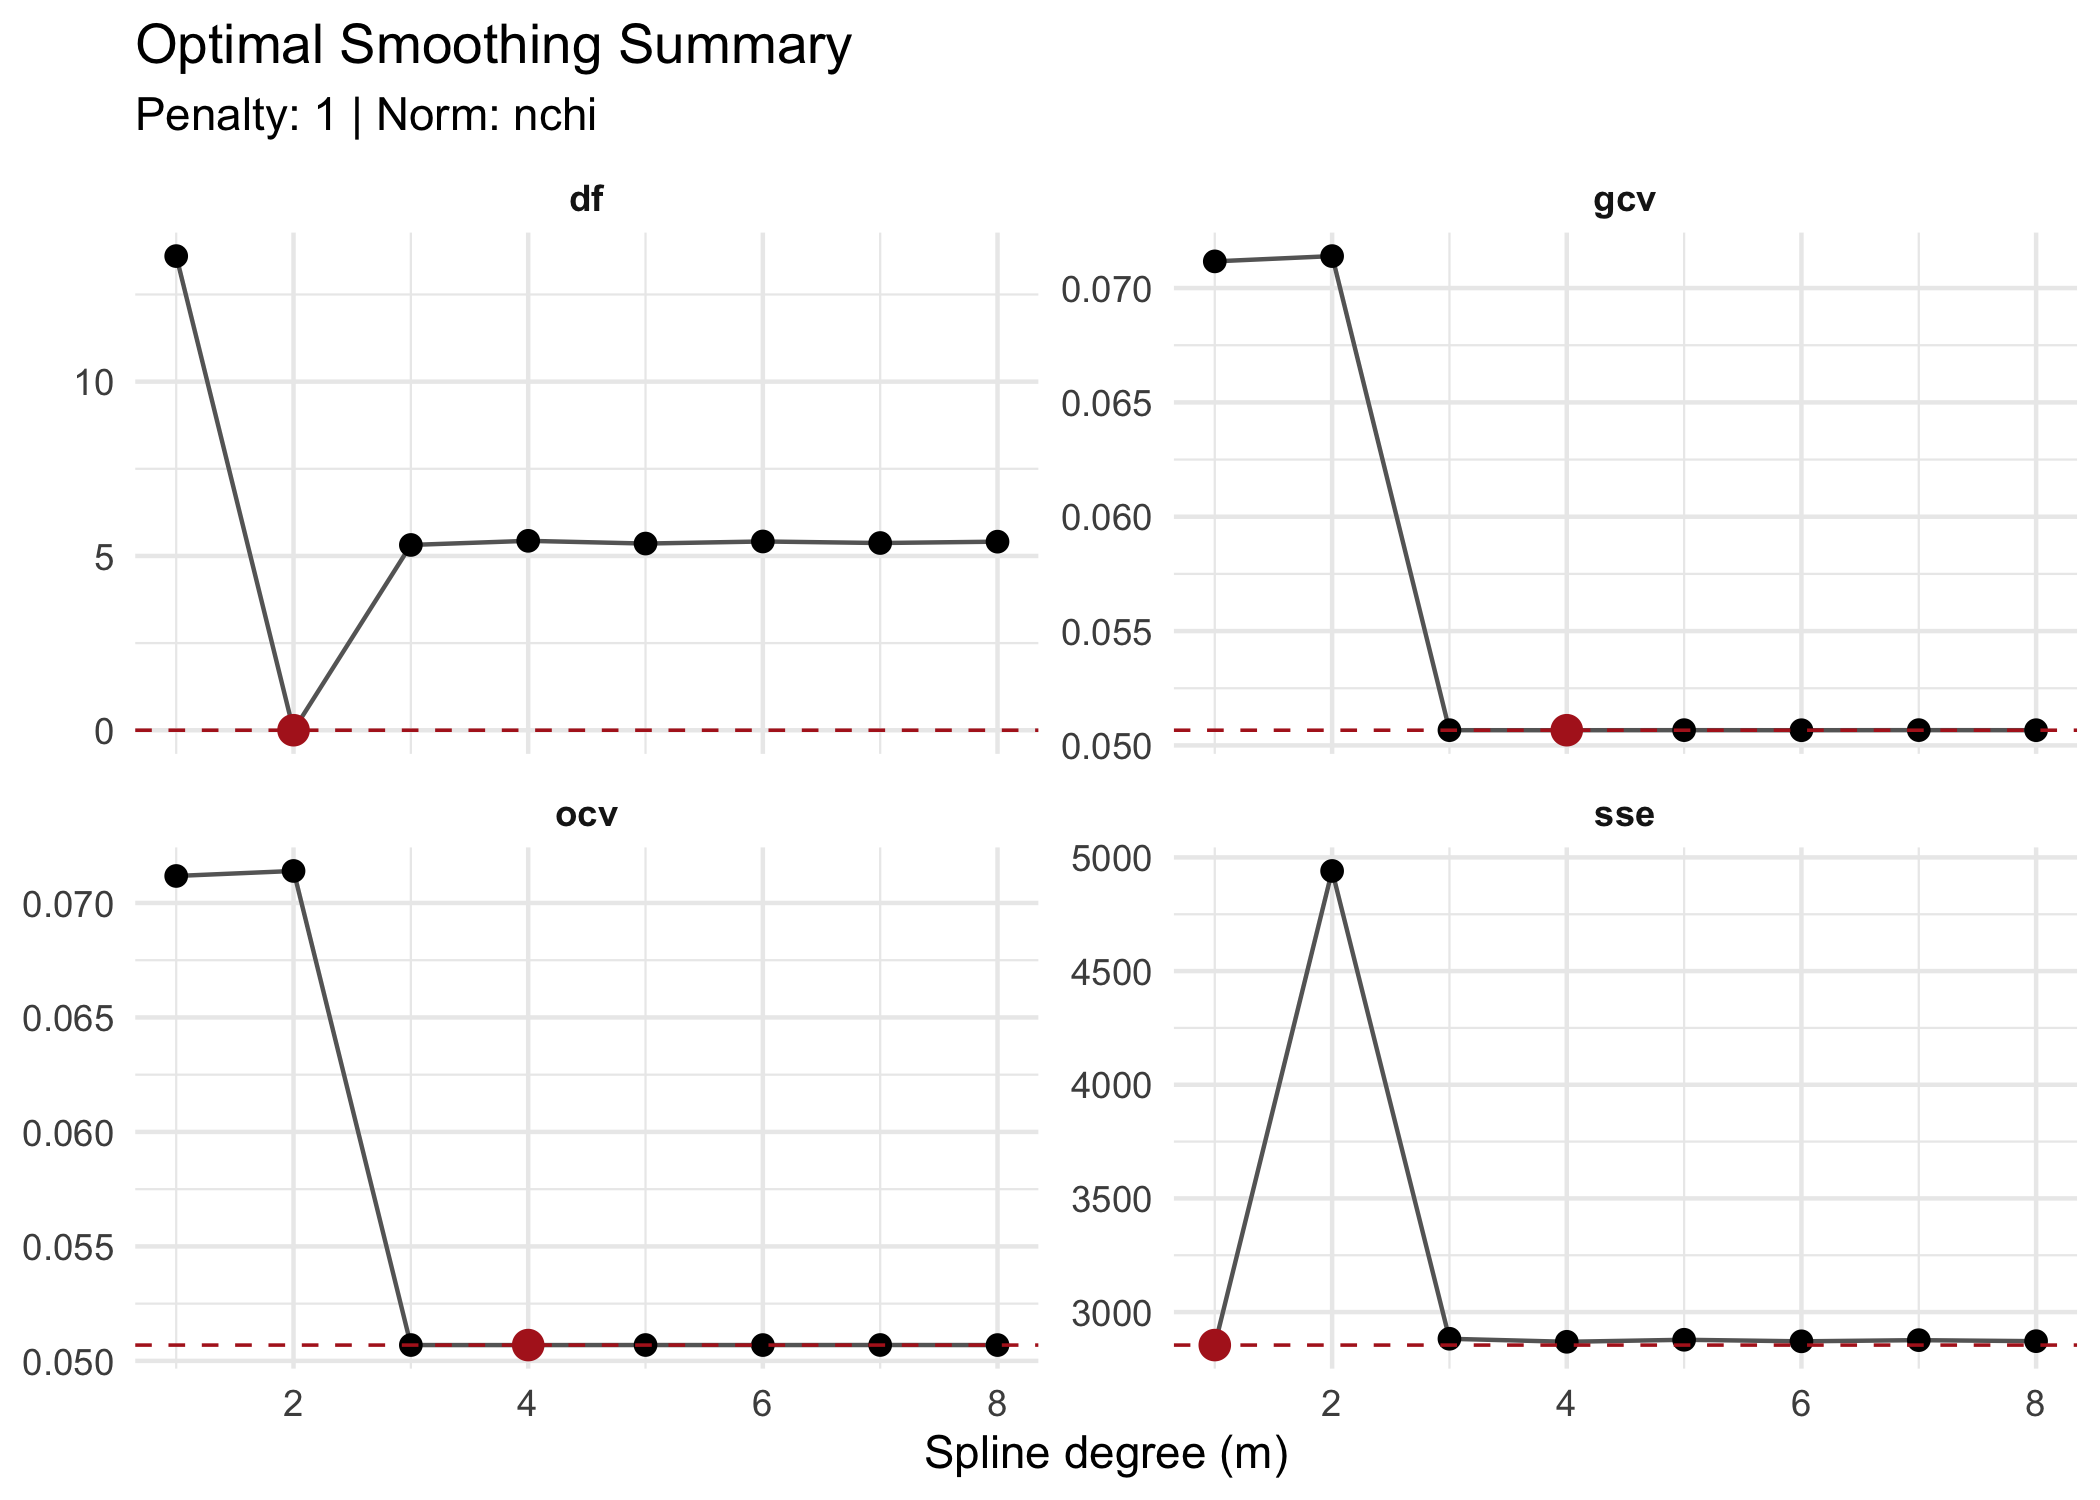 Optimal Smoothing Summary
Penalty: 1 | Norm: nchi
df
10
5
0
gcv
0.070
0.065
0.060
0.055
0.050
ocv
0.070
0.065
0.060
0.055
0.050
2 4 6 8
sse
5000
4500
4000
3500
3000
2 4 6 8
Spline degree (m)